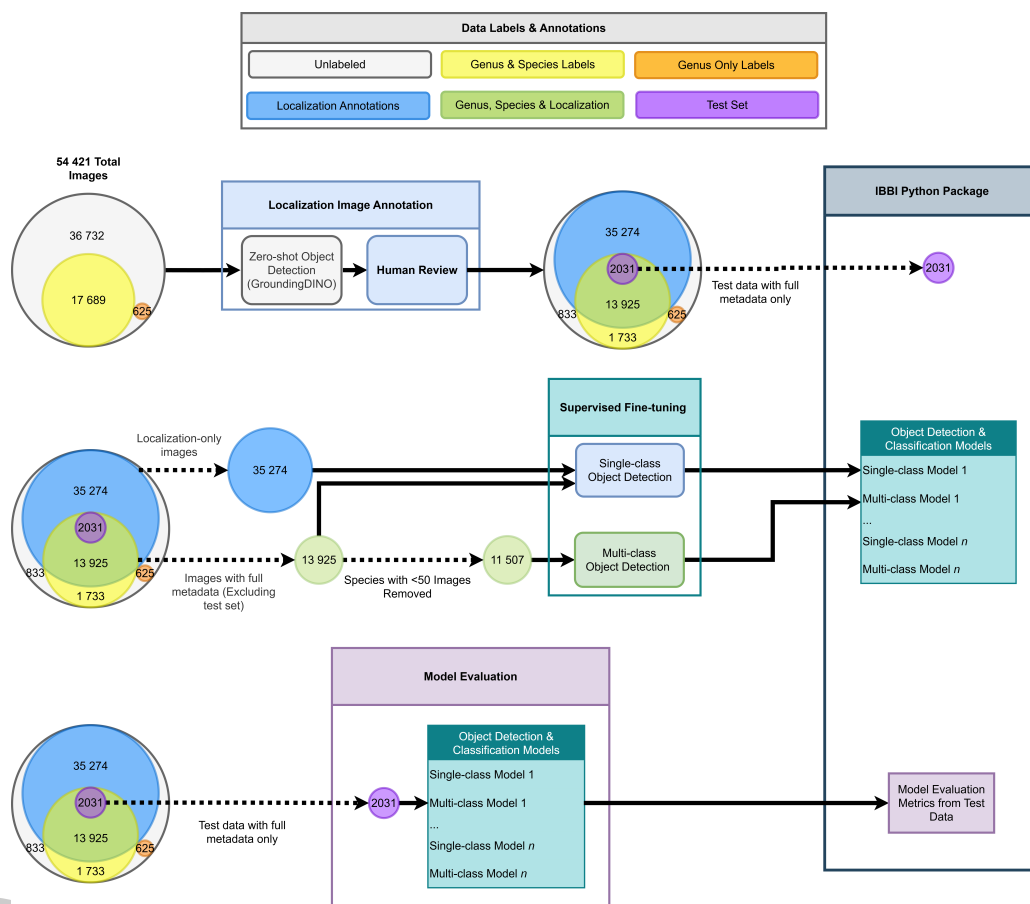 Data Labels & Annotations
Unlabeled
Genus & Species Labels
Genus Only Labels
Localization Annotations
Genus, Species & Localization
Test Set
54 421 Total
Images
36 732
17 689
625
Localization Image Annotation
Zero-shot Object
Detection
(GroundingDINO)
Human Review
35 274
2031
13 925
833
625
1 733
Test data with full
metadata only
IBBI Python Package
2031
Localization-only
images
35 274
35 274
2031
13 925
833
625
1 733
Images with full
metadata (Excluding
test set)
13 925
Species with <50 Images
Removed
11 507
Supervised Fine-tuning
Single-class
Object Detection
Multi-class
Object Detection
Object Detection &
Classification Models
Single-class Model 1
Multi-class Model 1
...
Single-class Model n
Multi-class Model n
Model Evaluation
35 274
2031
13 925
833
625
1 733
Test data with full
metadata only
2031
Object Detection &
Classification Models
Single-class Model 1
Multi-class Model 1
...
Single-class Model n
Multi-class Model n
Model Evaluation
Metrics from Test
Data